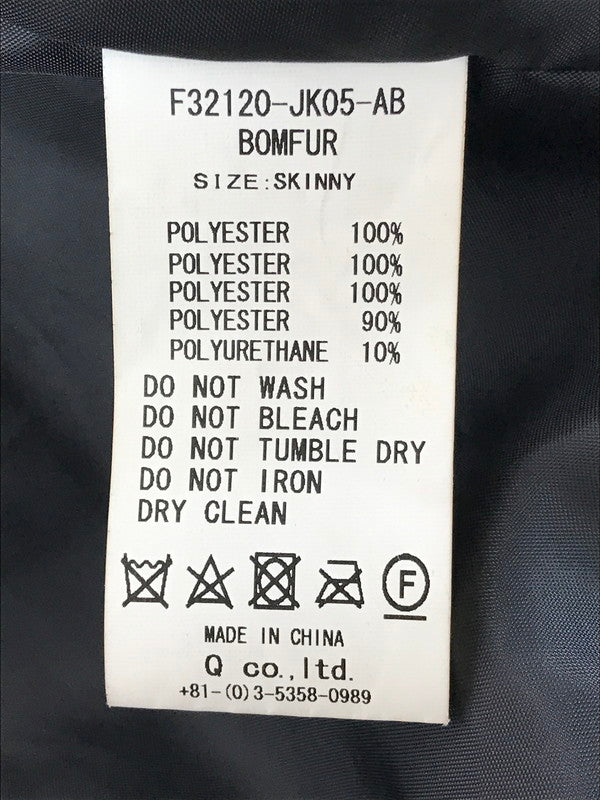 F32120-JK05-AB
BOMFUR
SIZE:SKINNY
POLYESTER 100%
POLYESTER 100%
POLYESTER 100%
POLYESTER 90%
POLYURETHANE 10%
DO NOT WASH
DO NOT BLEACH
DO NOT TUMBLE DRY
DO NOT IRON
DRY CLEAN
F
MADE IN CHINA
Q co.,ltd.
+81-(0)3-5358-0989